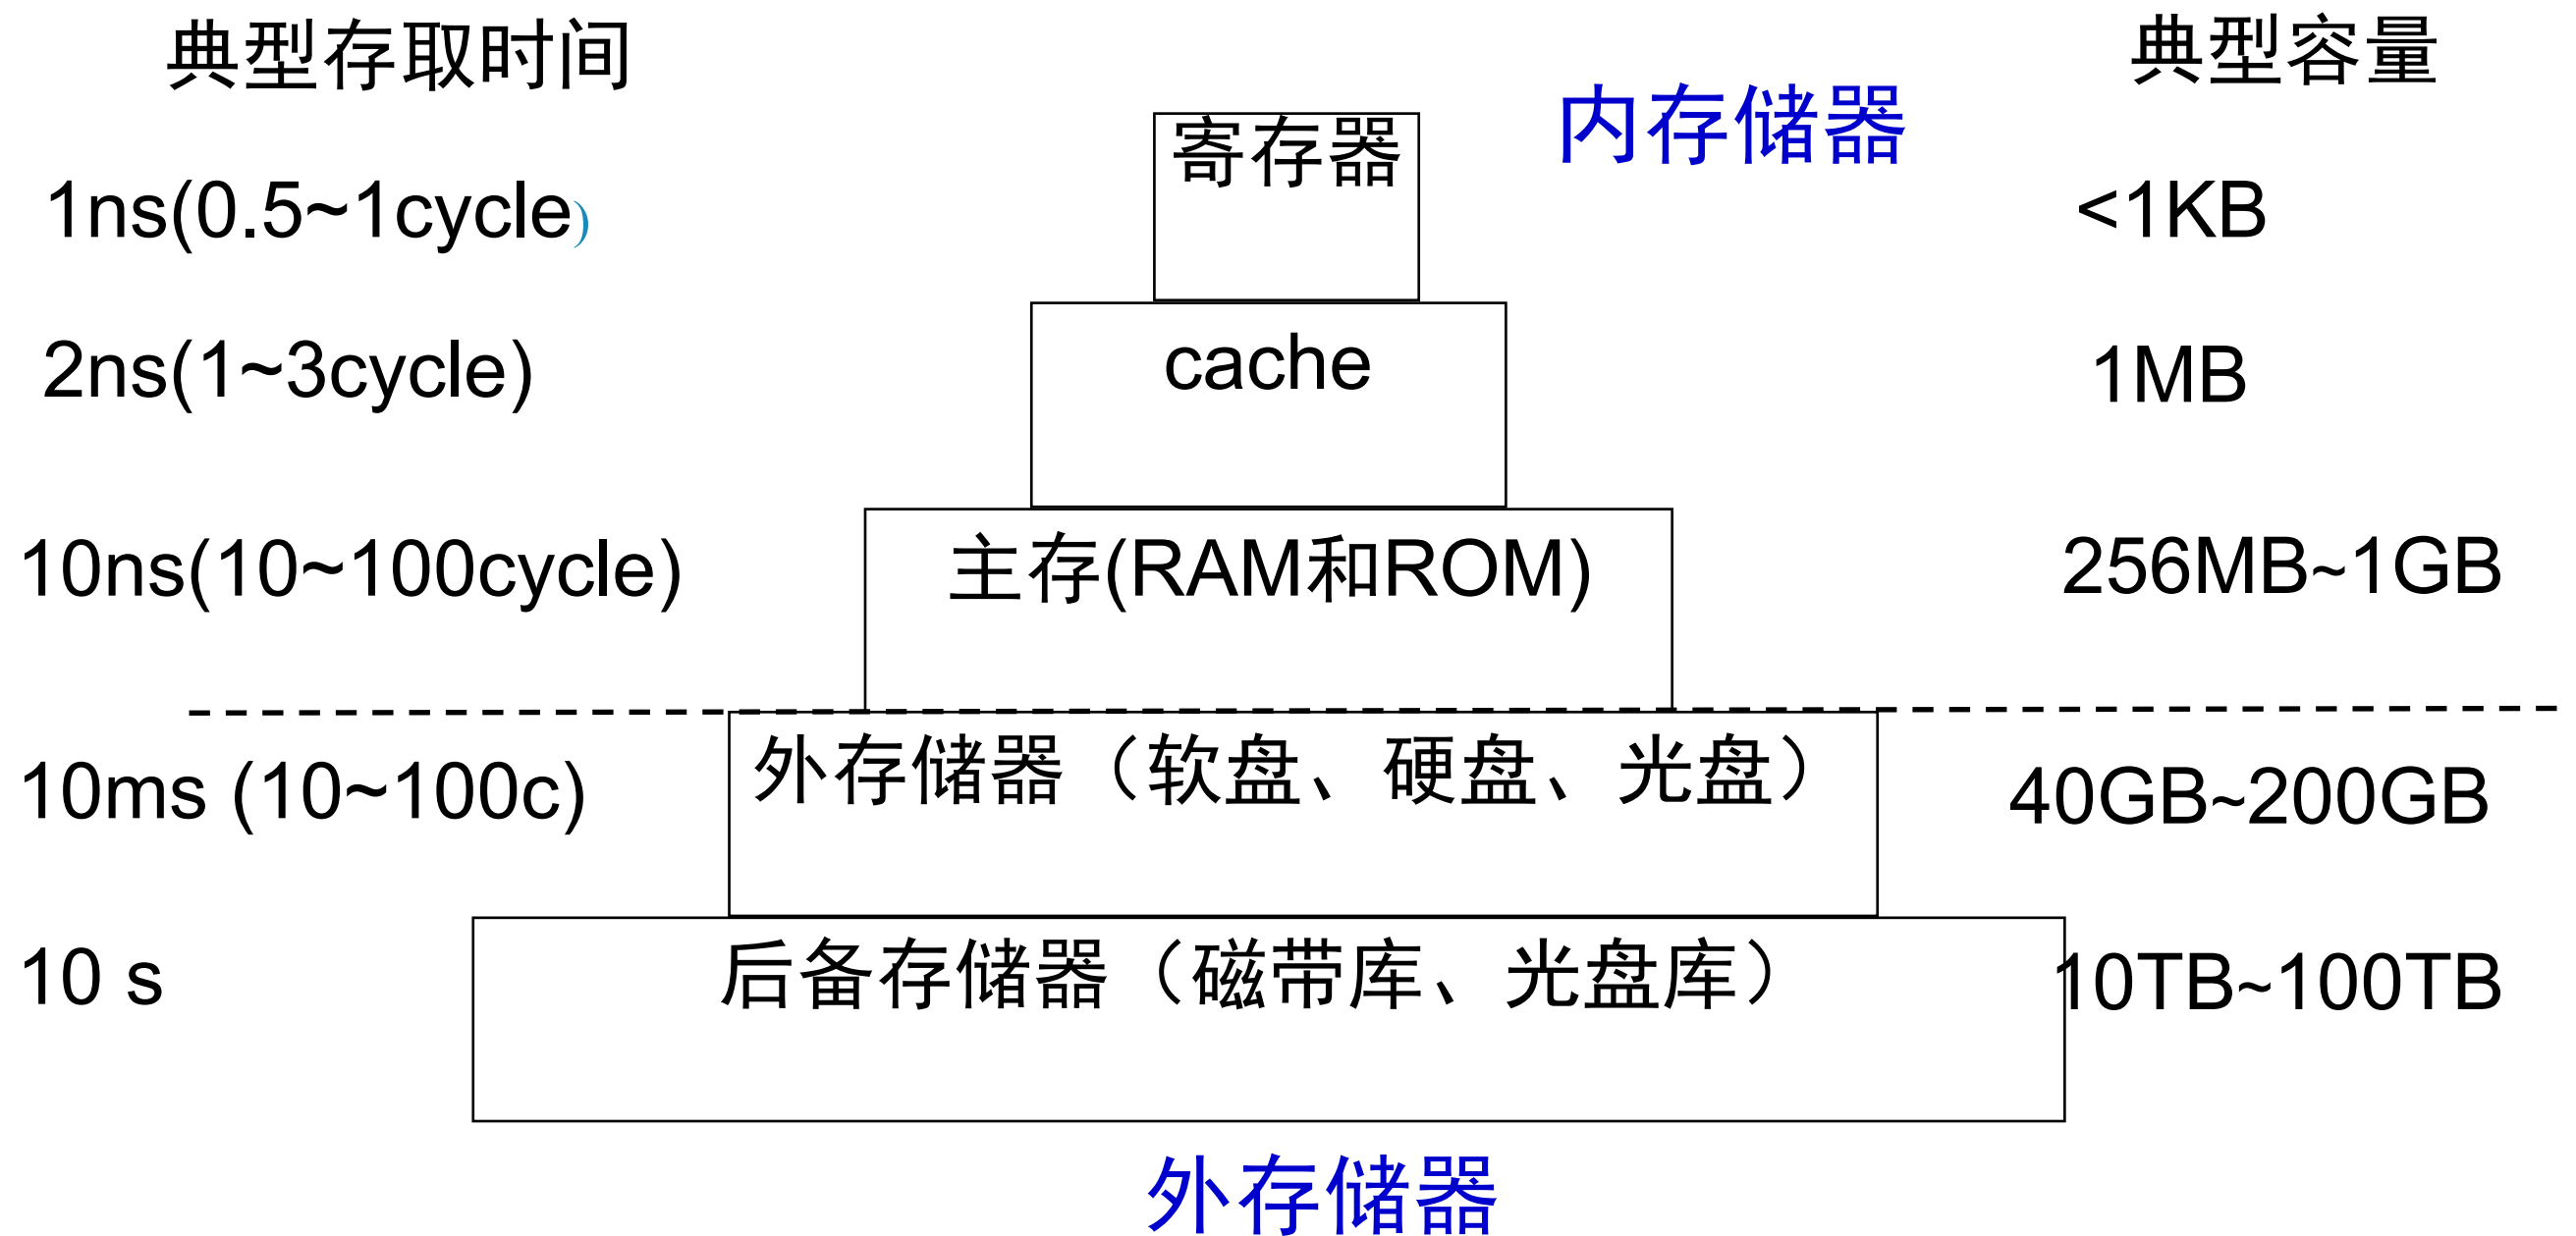 典型存取时间
典型容量
内存储器
寄存器
1ns(0.5~1cycle)
<1KB
cache
2ns(1~3cycle)
1MB
主存(RAM和ROM)
10ns(10~100cycle)
256MB~1GB
外存储器（软盘、硬盘、光盘）
10ms (10~100c)
40GB~200GB
后备存储器（磁带库、光盘库）
10 s
10TB~100TB
外存储器